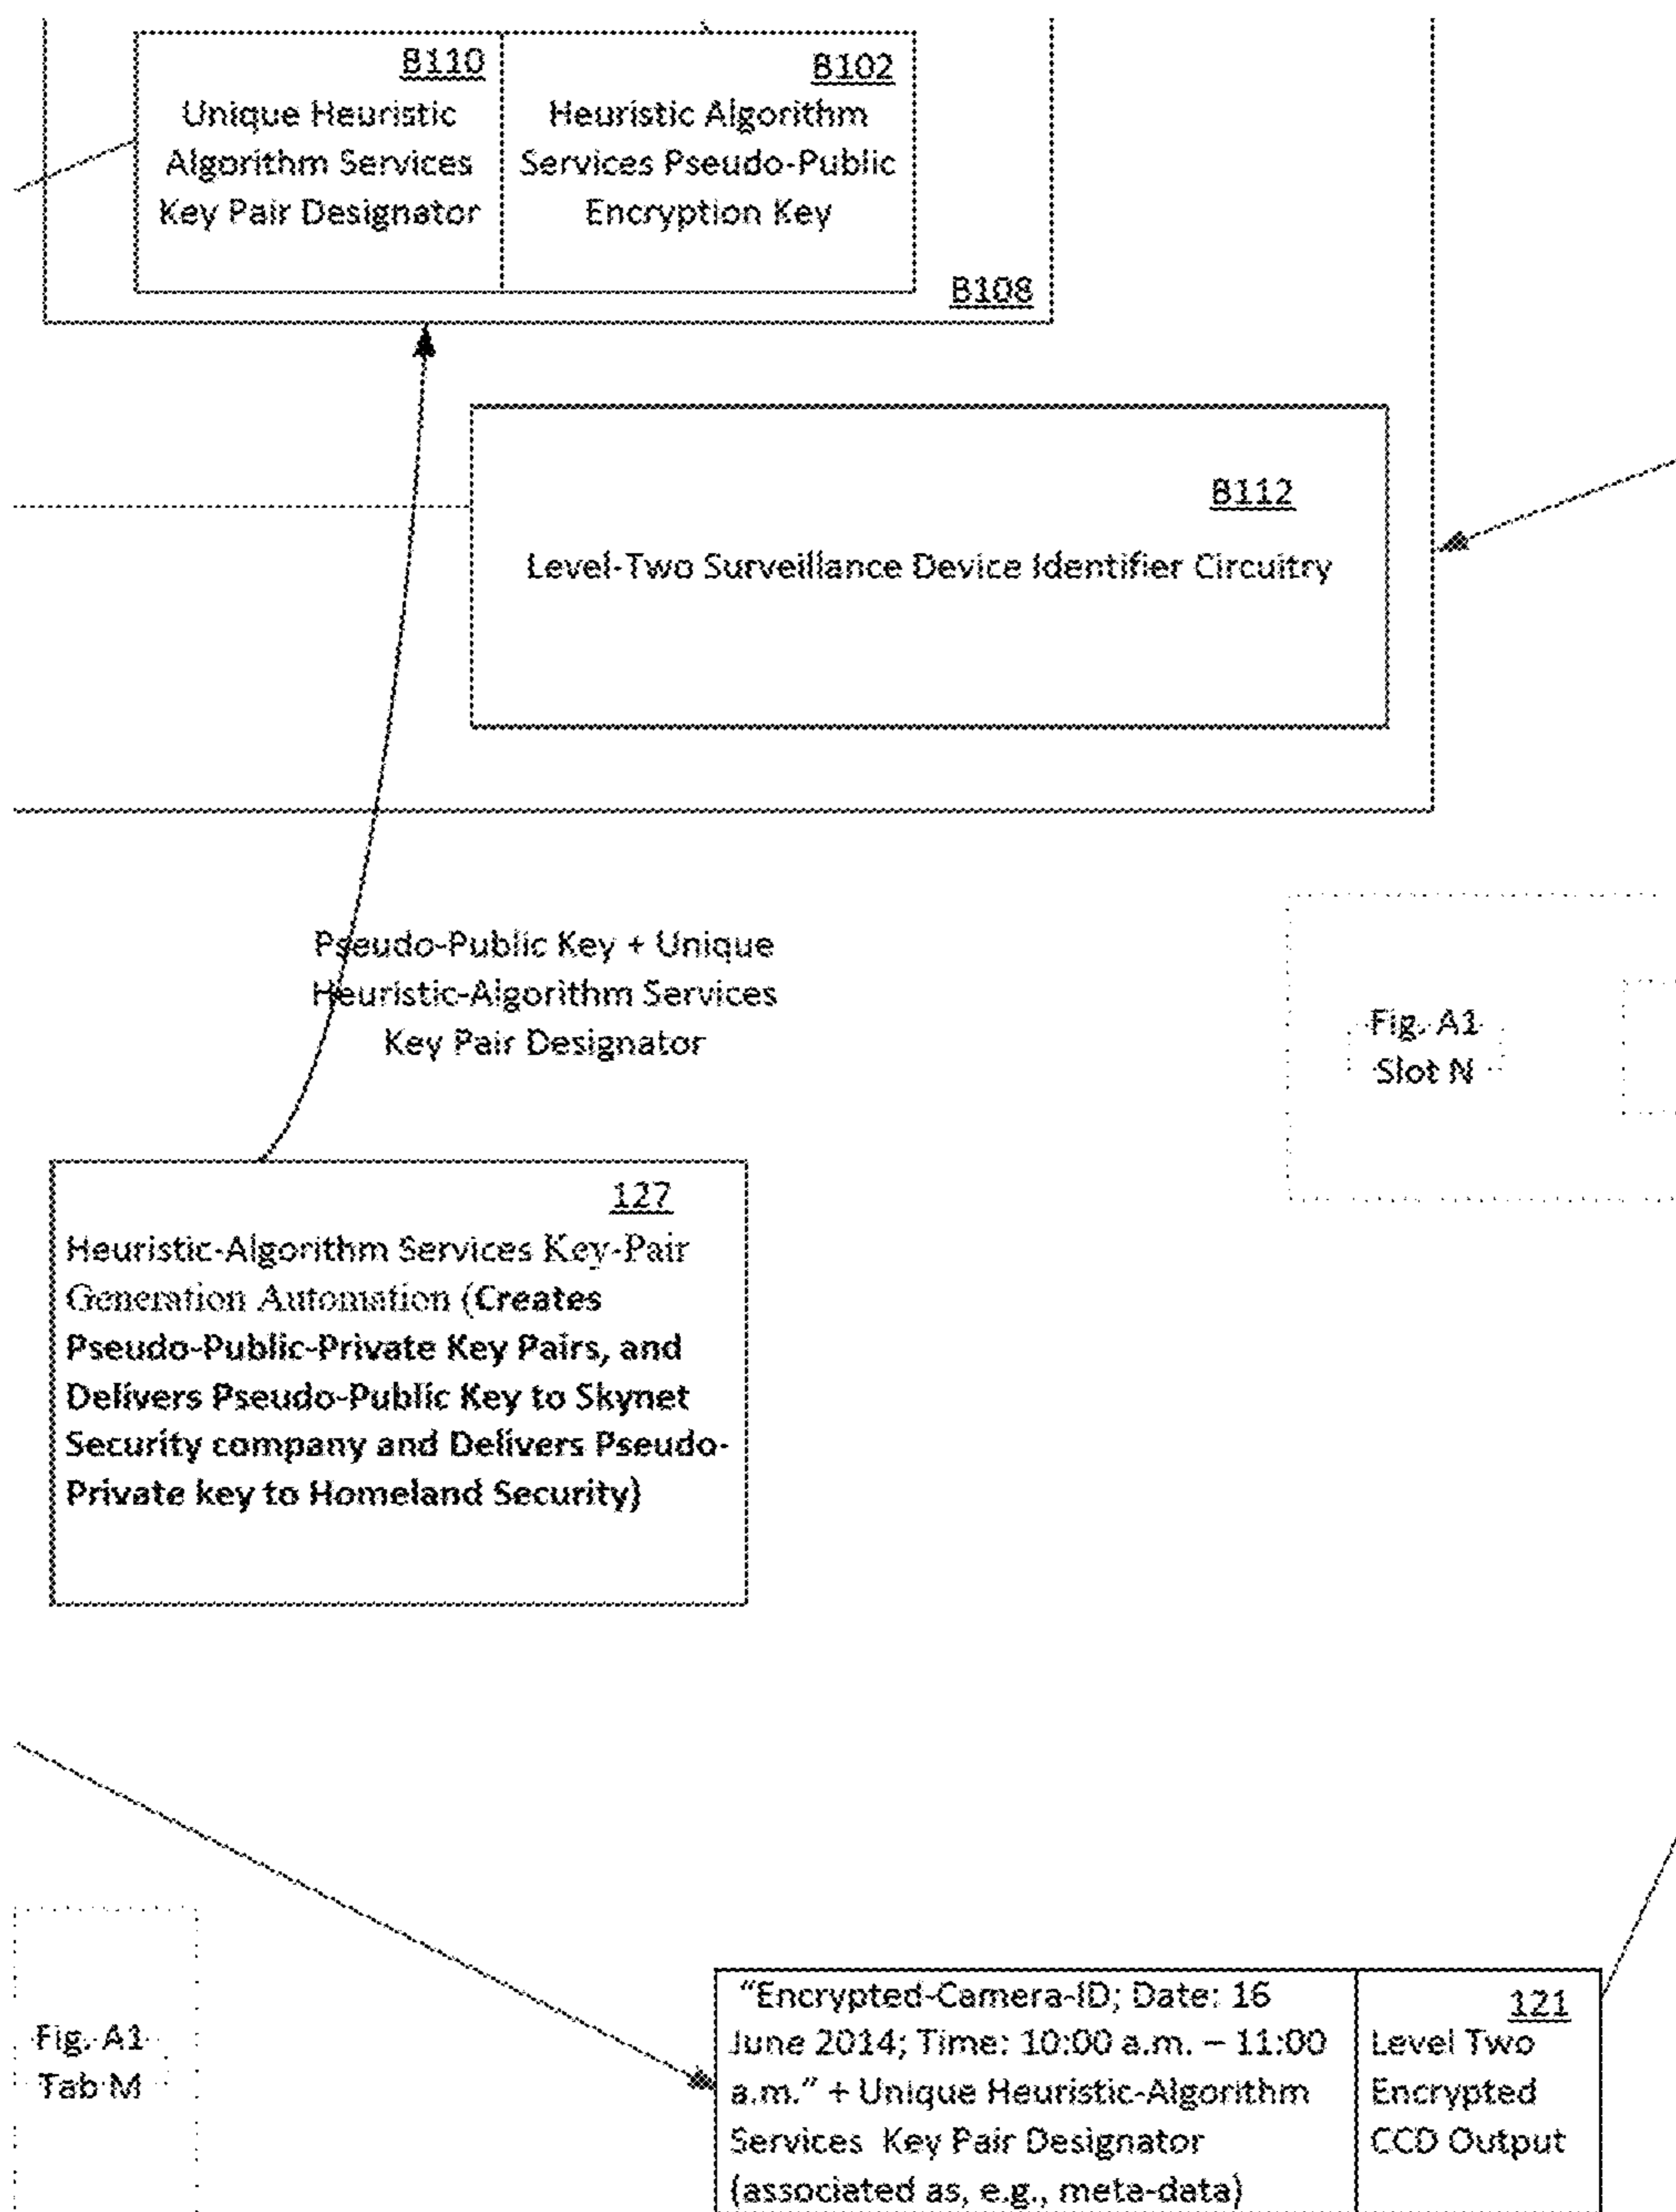 B110
Unique Heuristic
Algorithm Services
Key Pair Designator
B102
Heuristic Algorithm
Services Pseudo-Public
Encryption Key
B108
B112
Level-Two Surveillance Device Identifier Circuitry
Pseudo-Public Key + Unique
Heuristic-Algorithm Services
Key Pair Designator
Fig. A1
Slot N
127
Heuristic-Algorithm Services Key-Pair
Generation Automation (Creates
Pseudo-Public-Private Key Pairs, and
Delivers Pseudo-Public Key to Skynet
Security company and Delivers Pseudo-
Private key to Homeland Security)
Fig. A1
Tab M
"Encrypted-Camera-ID; Date: 16
June 2014; Time: 10:00 a.m. – 11:00
a.m." + Unique Heuristic-Algorithm
Services Key Pair Designator
(associated as, e.g., meta-data)
121
Level Two
Encrypted
CCD Output